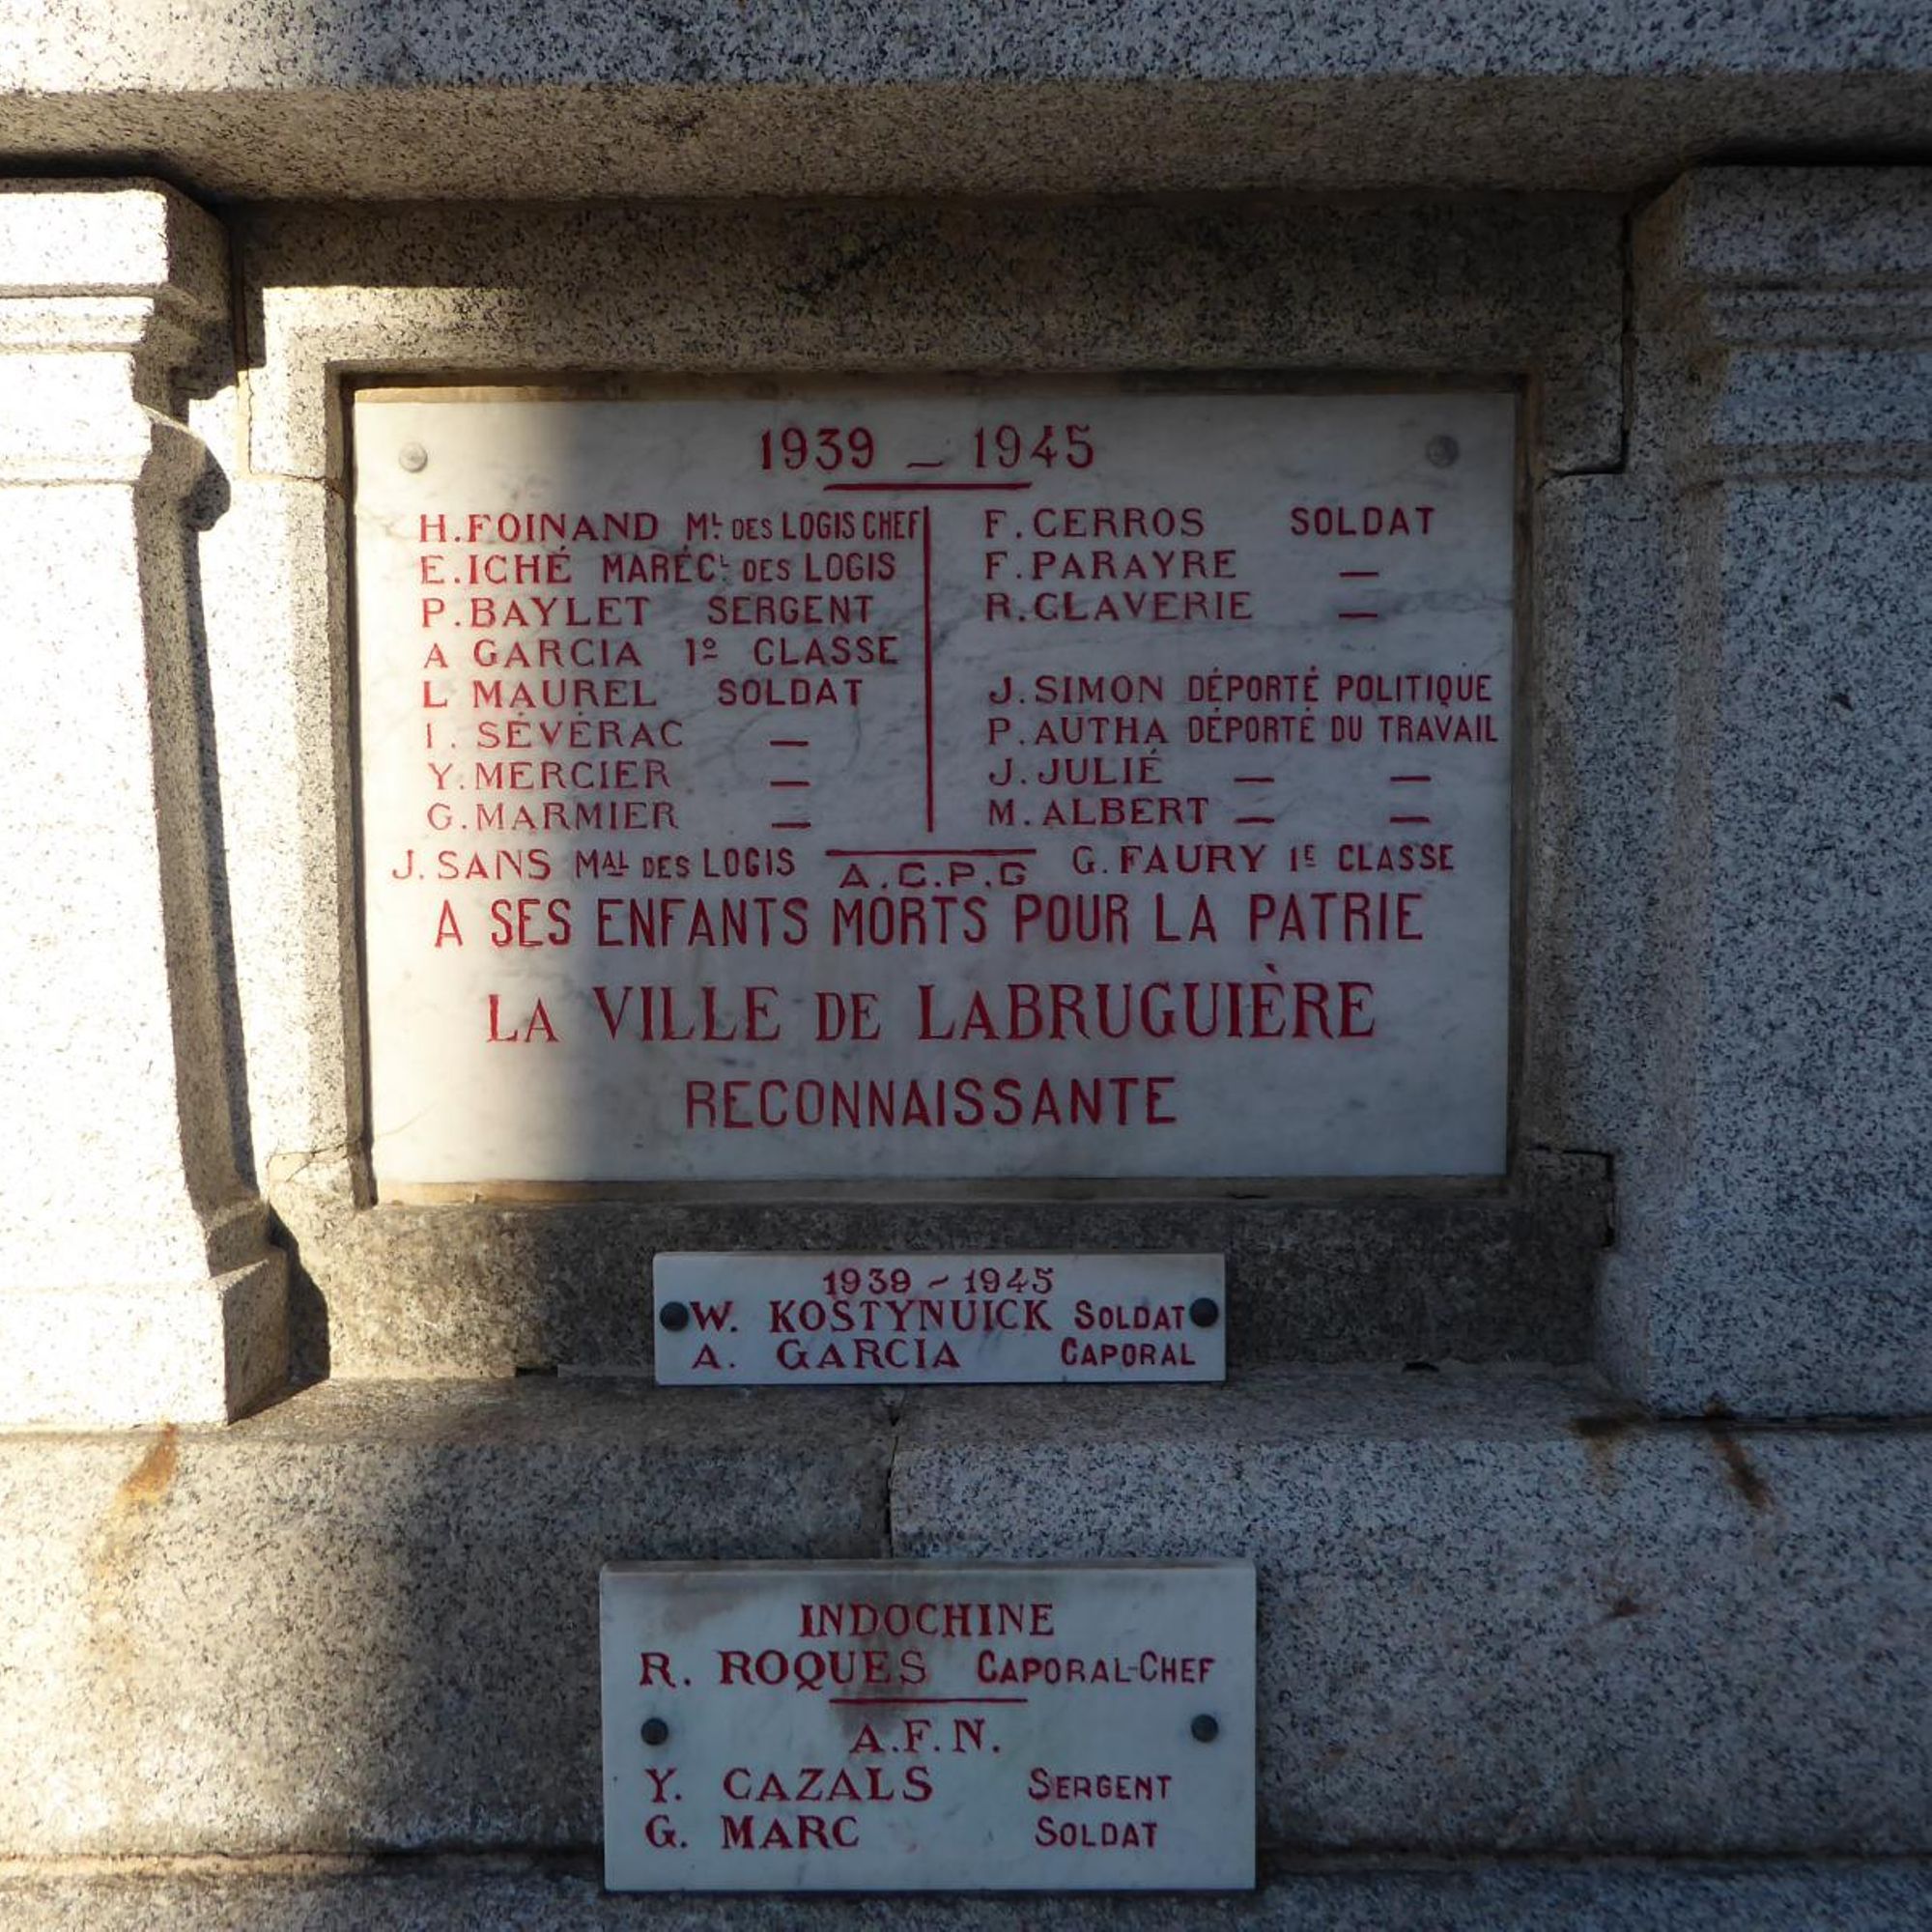 1939 – 1945
H. FOINAND ML DES LOGIS CHEF
E. ICHÉ MARÉCL DES LOGIS
P. BAYLET SERGENT
A GARCIA 1º CLASSE
L MAUREL SOLDAT
I. SÉVÉRAC —
Y. MERCIER —
G. MARMIER —
F. CERROS SOLDAT
F. PARAYRE —
R. CLAVERIE —
J. SIMON DÉPORTÉ POLITIQUE
P. AUTHA DÉPORTÉ DU TRAVAIL
J. JULIÉ — —
M. ALBERT — —
J. SANS MAL DES LOGIS A.C.P.G G. FAURY 1E CLASSE
A SES ENFANTS MORTS POUR LA PATRIE
LA VILLE DE LABRUGUIÈRE
RECONNAISSANTE
1939 - 1945
W. KOSTYNUICK SOLDAT
A. GARCIA CAPORAL
INDOCHINE
R. ROQUES CAPORAL-CHEF
A.F.N.
Y. CAZALS SERGENT
G. MARC SOLDAT